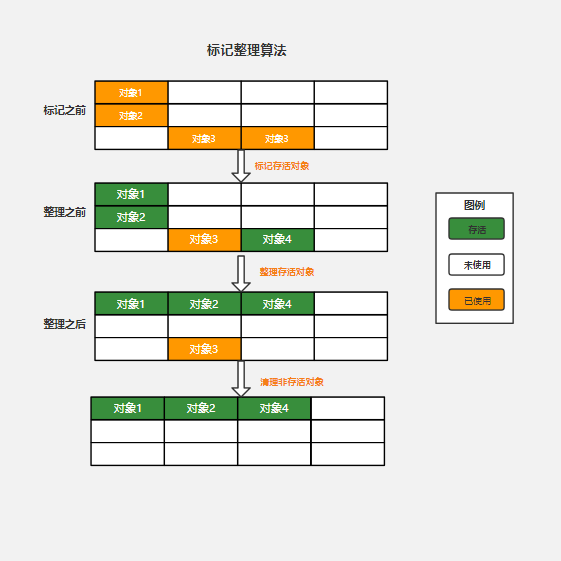 标记整理算法
标记之前
对象1
对象2
对象3 对象3
标记存活对象
整理之前
对象1
对象2
对象3 对象4
整理存活对象
整理之后
对象1 对象2 对象4
对象3
清理非存活对象
对象1 对象2 对象4
图例
存活
未使用
已使用